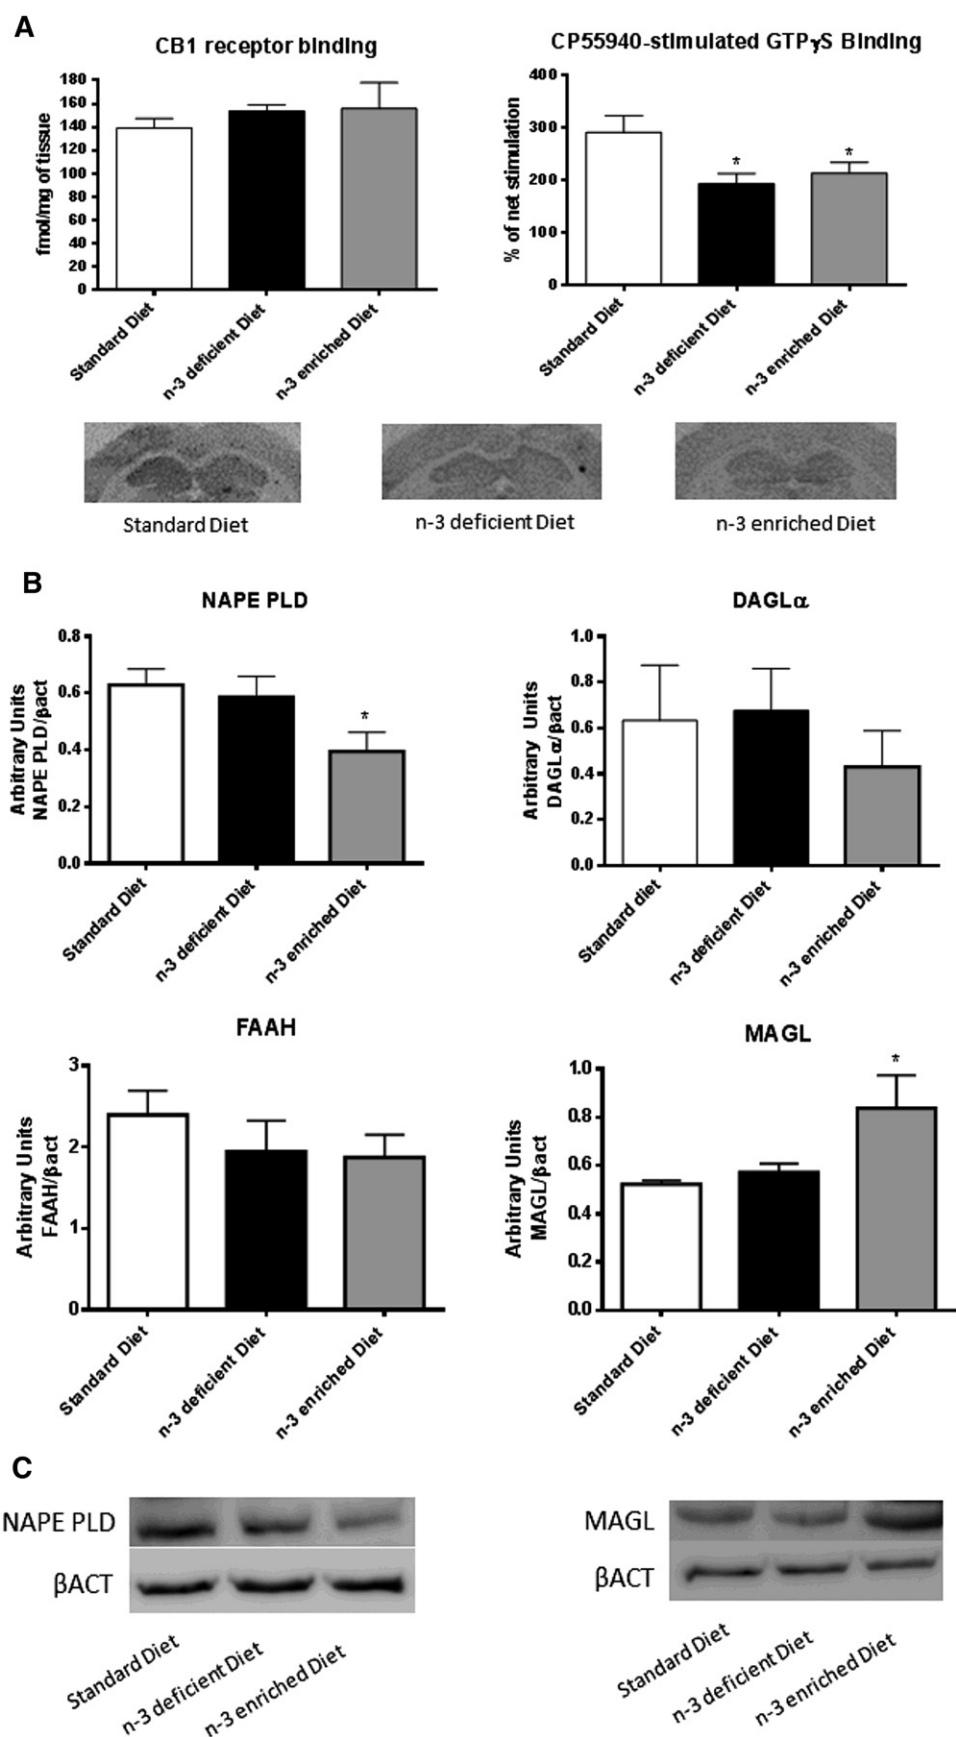 A
CB1 receptor binding
fmol/mg of tissue
180
160
140
120
100
80
60
40
20
0
Standard Diet
n-3 deficient Diet
n-3 enriched Diet
CP55940-stimulated GTPγS Binding
% of net stimulation
400
300
200
100
0
*
*
Standard Diet
n-3 deficient Diet
n-3 enriched Diet
Standard Diet
n-3 deficient Diet
n-3 enriched Diet
B
NAPE PLD
Arbitrary Units
NAPE PLD/βact
0.8
0.6
0.4
0.2
0.0
*
Standard Diet
n-3 deficient Diet
n-3 enriched Diet
DAGLα
Arbitrary Units
DAGLα/βact
1.0
0.8
0.6
0.4
0.2
0.0
Standard diet
n-3 deficient Diet
n-3 enriched Diet
FAAH
Arbitrary Units
FAAH/βact
3
2
1
0
Standard Diet
n-3 deficient Diet
n-3 enriched Diet
MAGL
Arbitrary Units
MAGL/βact
1.0
0.8
0.6
0.4
0.2
0.0
*
Standard Diet
n-3 deficient Diet
n-3 enriched Diet
C
NAPE PLD
βACT
Standard Diet
n-3 deficient Diet
n-3 enriched Diet
MAGL
βACT
Standard Diet
n-3 deficient Diet
n-3 enriched Diet